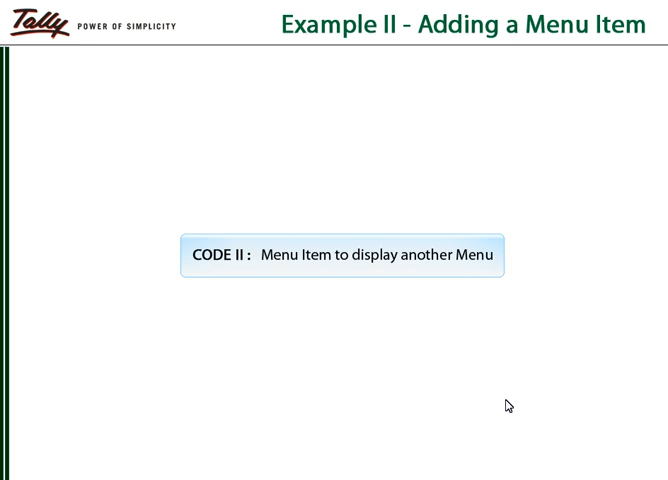 Tally POWER OF SIMPLICITY
Example II - Adding a Menu Item
CODE II : Menu Item to display another Menu